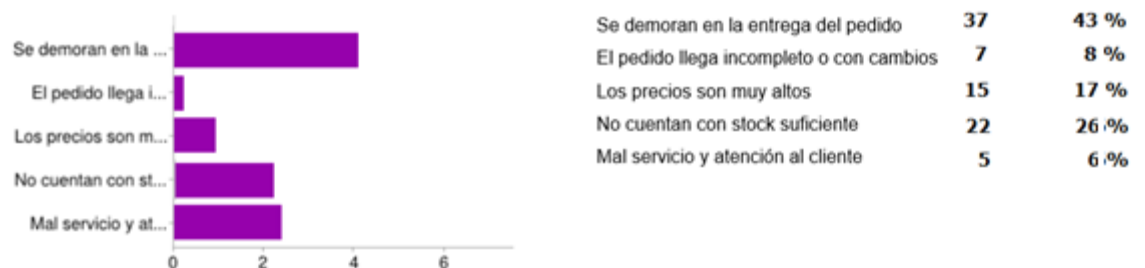 Se demoran en la ...
El pedido llega i...
Los precios son m...
No cuentan con st...
Mal servicio y at...
0 2 4 6
Se demoran en la entrega del pedido 37 43 %
El pedido llega incompleto o con cambios 7 8 %
Los precios son muy altos 15 17 %
No cuentan con stock suficiente 22 26 %
Mal servicio y atención al cliente 5 6 %